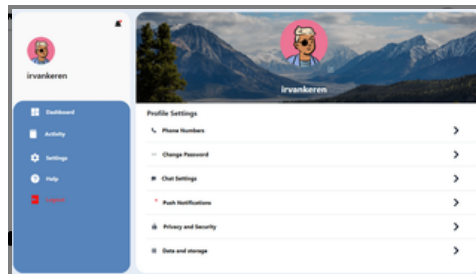 irvankeren
Dashboard
Activity
Settings
Help
irvankeren
Profile Settings
Phone Numbers
Change Password
Chat Settings
Push Notifications
Privacy and Security
Data and storage